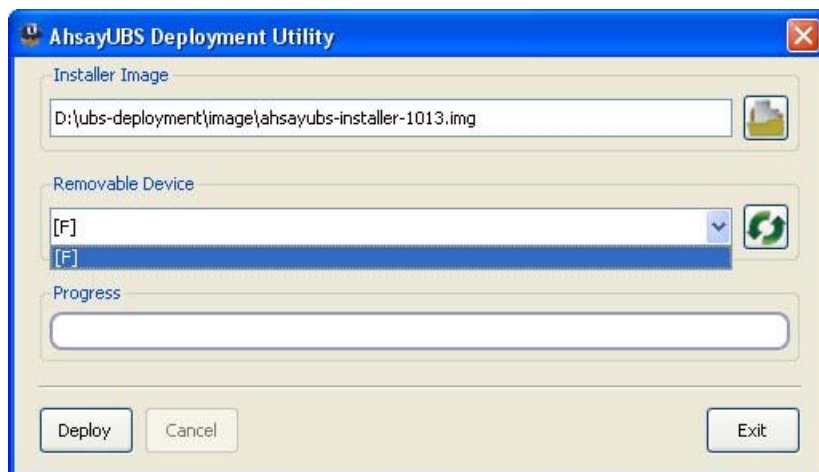 AhsayUBS Deployment Utility
Installer Image
D:\ubs-deployment\image\ahsayubs-installer-1013.img
Removable Device
[F]
[F]
Progress
Deploy Cancel Exit